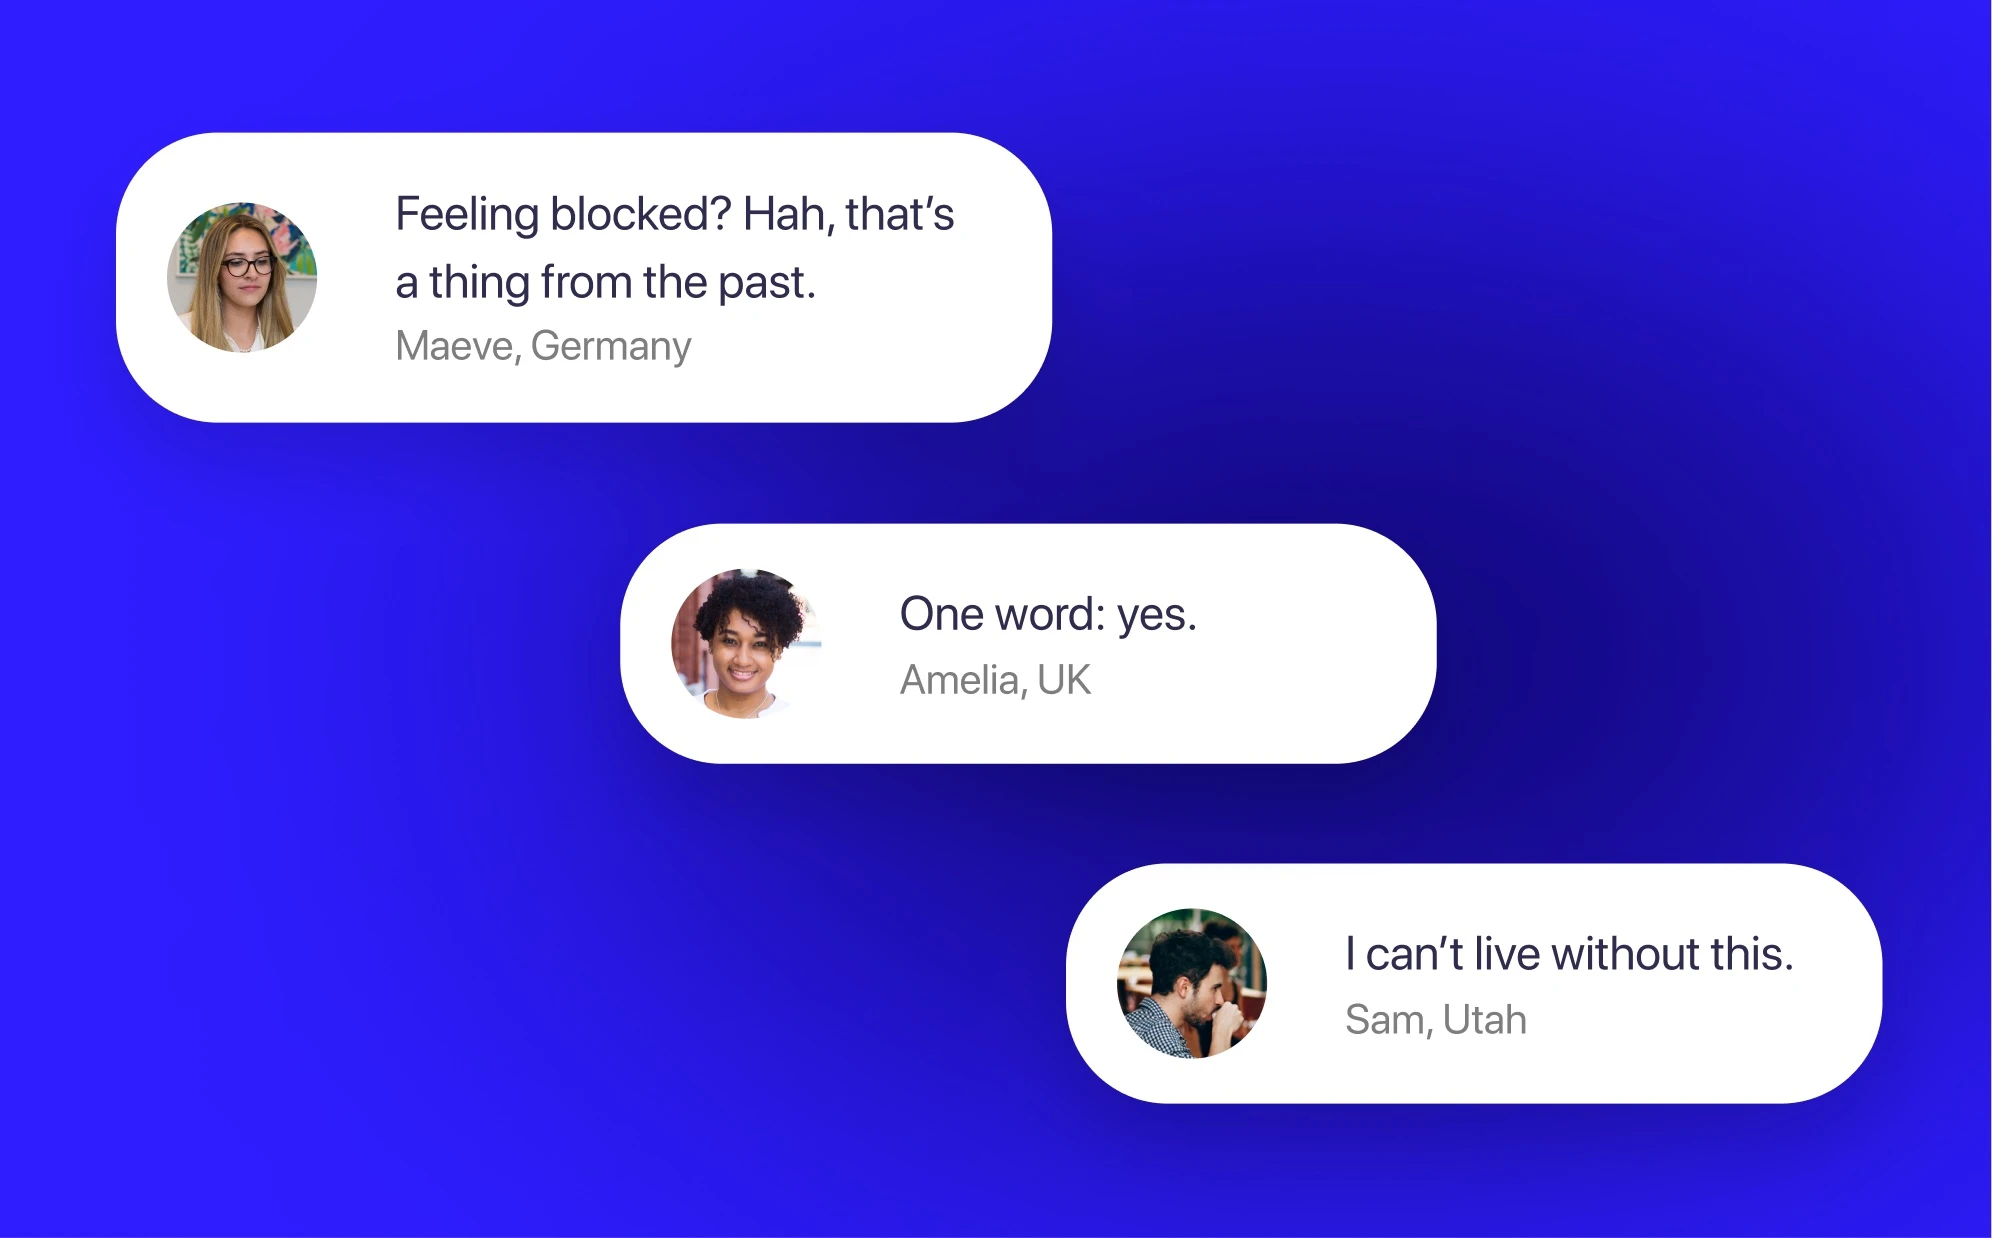 Feeling blocked? Hah, that’s
a thing from the past.
Maeve, Germany
One word: yes.
Amelia, UK
I can’t live without this.
Sam, Utah